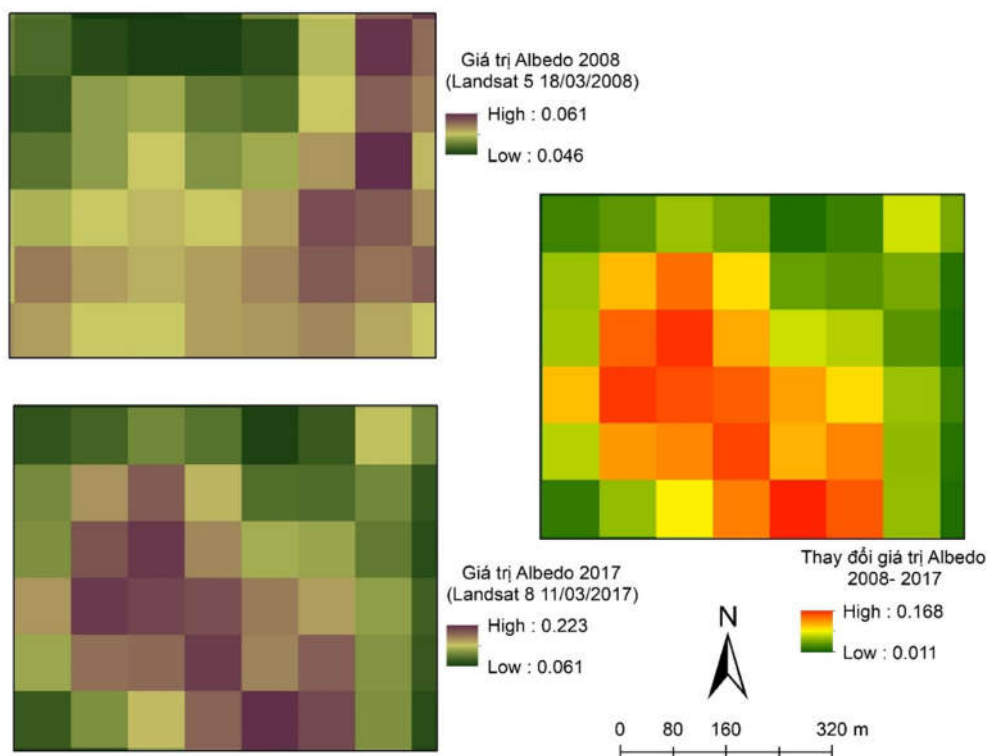 Giá trị Albedo 2008
(Landsat 5 18/03/2008)
High : 0.061
Low : 0.046
Giá trị Albedo 2017
(Landsat 8 11/03/2017)
High : 0.223
Low : 0.061
Thay đổi giá trị Albedo
2008- 2017
High : 0.168
Low : 0.011
N
0 80 160 320 m